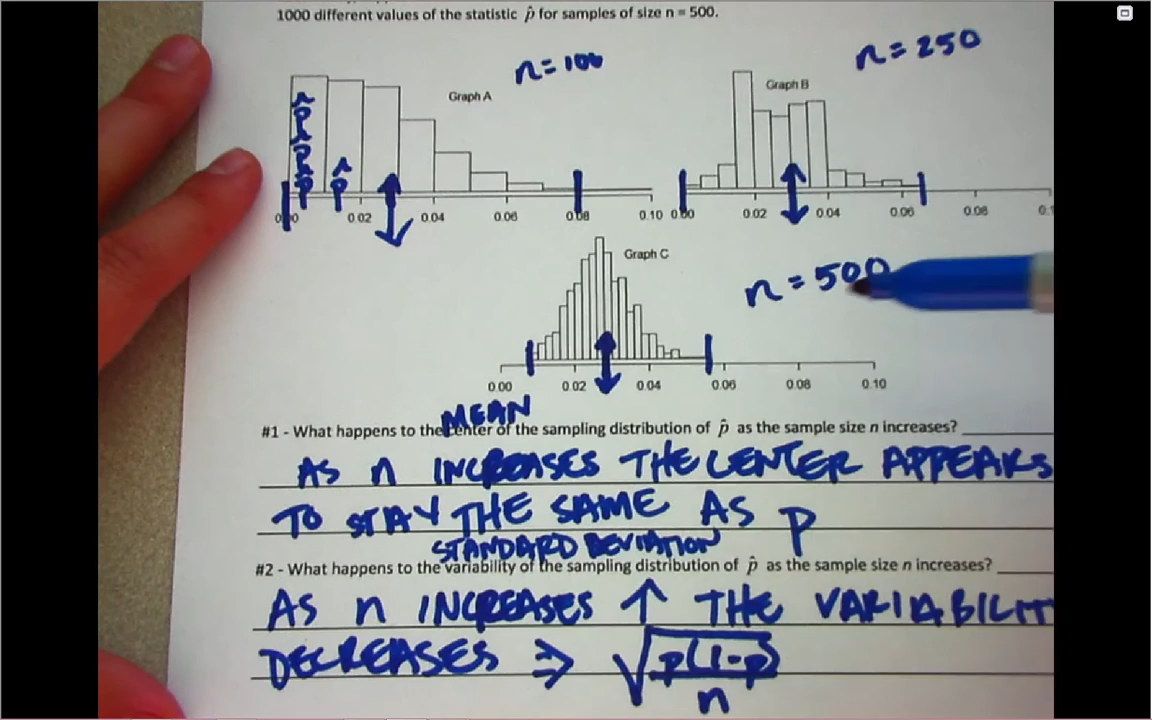 1000 different values of the statistic p̂ for samples of size n = 500.
n = 100
n = 250
Graph A
Graph B
p̂
p̂
p̂
p̂
0.00 0.02 0.04 0.06 0.08 0.10
0.00 0.02 0.04 0.06 0.08 0.1
Graph C
n = 500
0.00 0.02 0.04 0.06 0.08 0.10
MEAN
#1 - What happens to the center of the sampling distribution of p̂ as the sample size n increases?
AS n INCREASES THE CENTER APPEARS
TO STAY THE SAME AS p
STANDARD DEVIATION
#2 - What happens to the variability of the sampling distribution of p̂ as the sample size n increases?
AS n INCREASES ↑ THE VARIABILIT
DECREASES ⇒ √(p(1-p)/n)